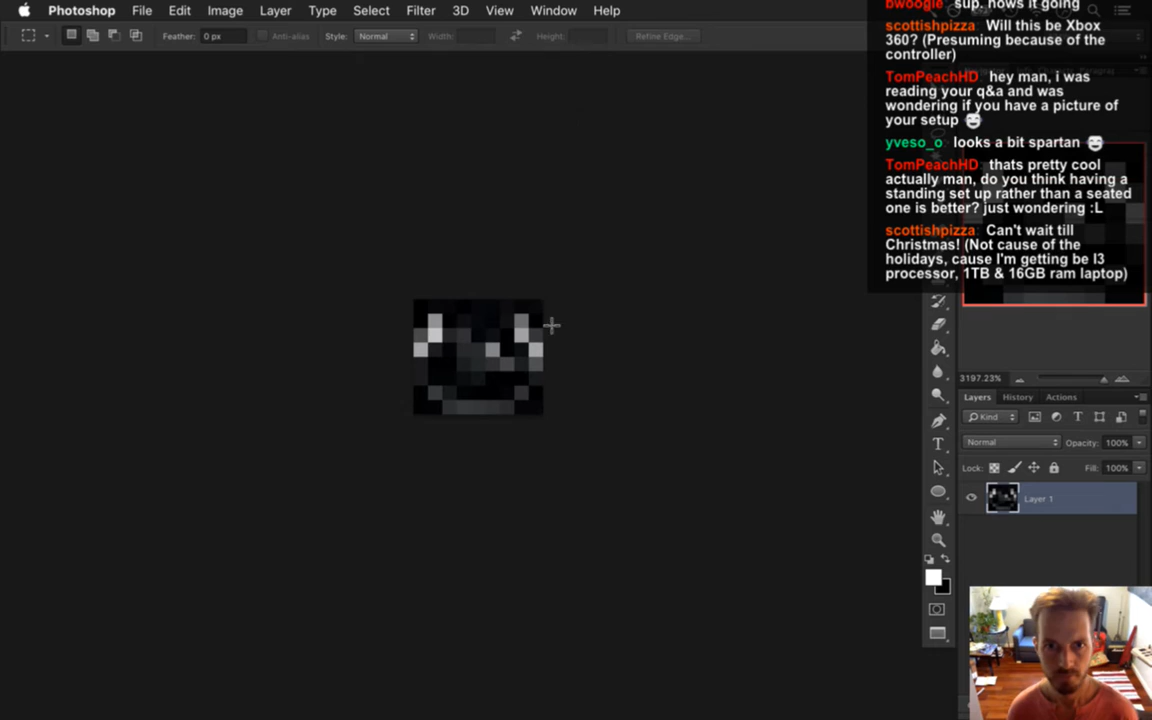 Photoshop File Edit Image Layer Type Select Filter 3D View Window Help
Feather: 0 px Anti-alias Style: Normal Width: Height: Refine Edge...
bwoogie sup. hows it going
scottishpizza Will this be Xbox
360? (Presuming because of the
controller)
TomPeachHD hey man, i was
reading your q&a and was
wondering if you have a picture of
your setup
yveso_o looks a bit spartan
TomPeachHD thats pretty cool
actually man, do you think having a
standing set up rather than a seated
one is better? just wondering :L
scottishpizza Can't wait till
Christmas! (Not cause of the
holidays, cause I'm getting be I3
processor, 1TB & 16GB ram laptop)
3197.23%
Layers History Actions
Kind
Normal Opacity: 100%
Lock: Fill: 100%
Layer 1